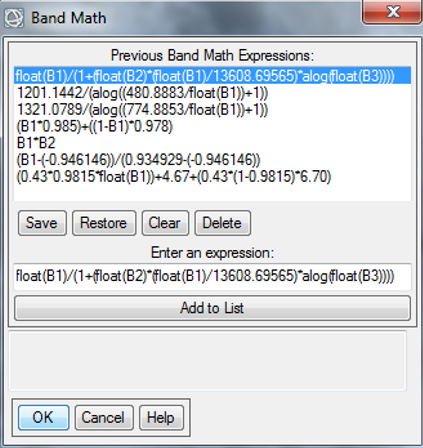 Band Math
Previous Band Math Expressions:
float(B1)/(1+(float(B2)*(float(B1)/13608.69565)*alog(float(B3))))
1201.1442/(alog((480.8883/float(B1))+1))
1321.0789/(alog((774.8853/float(B1))+1))
(B1*0.985)+((1-B1)*0.978)
B1*B2
(B1-(-0.946146))/(0.934929-(-0.946146))
(0.43*0.9815*float(B1))+4.67+(0.43*(1-0.9815)*6.70)
Save Restore Clear Delete
Enter an expression:
float(B1)/(1+(float(B2)*(float(B1)/13608.69565)*alog(float(B3))))
Add to List
OK Cancel Help